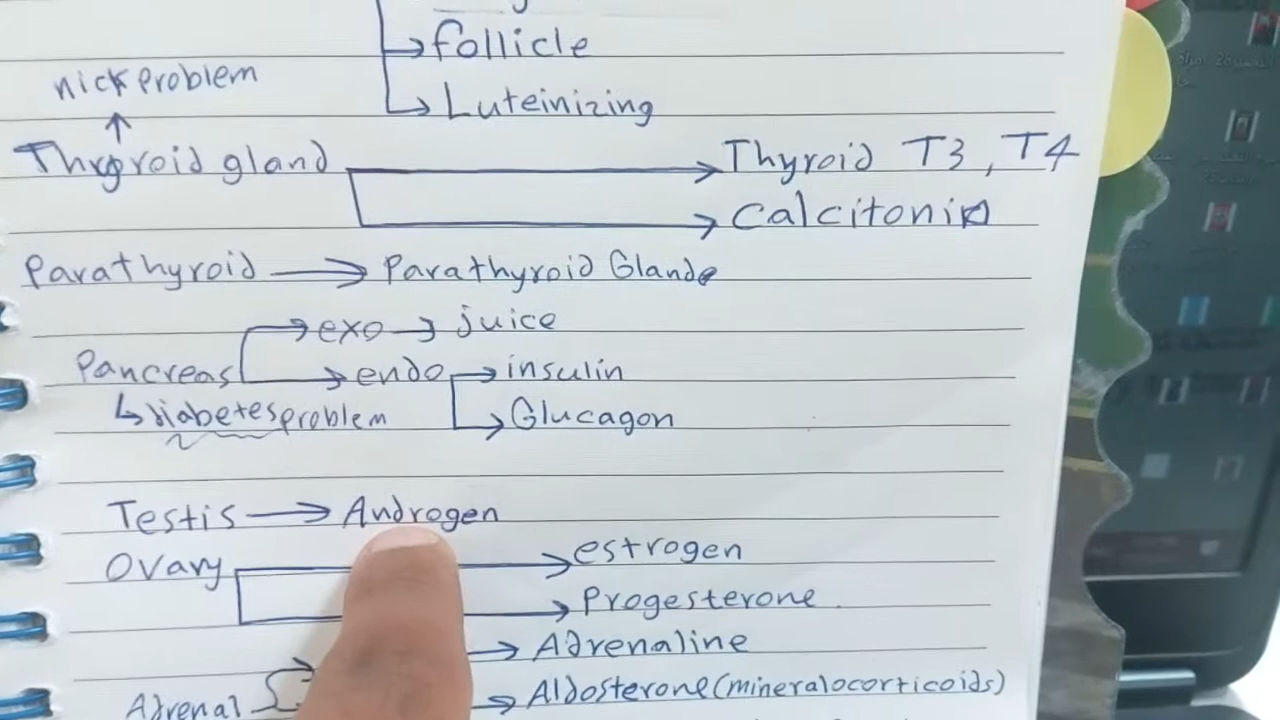 follicle
nick problem
Luteinizing
Thyroid gland
Thyroid T3, T4
Calcitonin
Parathyroid
Parathyroid Gland
exo
juice
Pancreas
endo
insulin
diabetes problem
Glucagon
Testis
Androgen
Ovary
estrogen
Progesterone
Adrenaline
Adrenal
Aldosterone(mineralocorticoids)